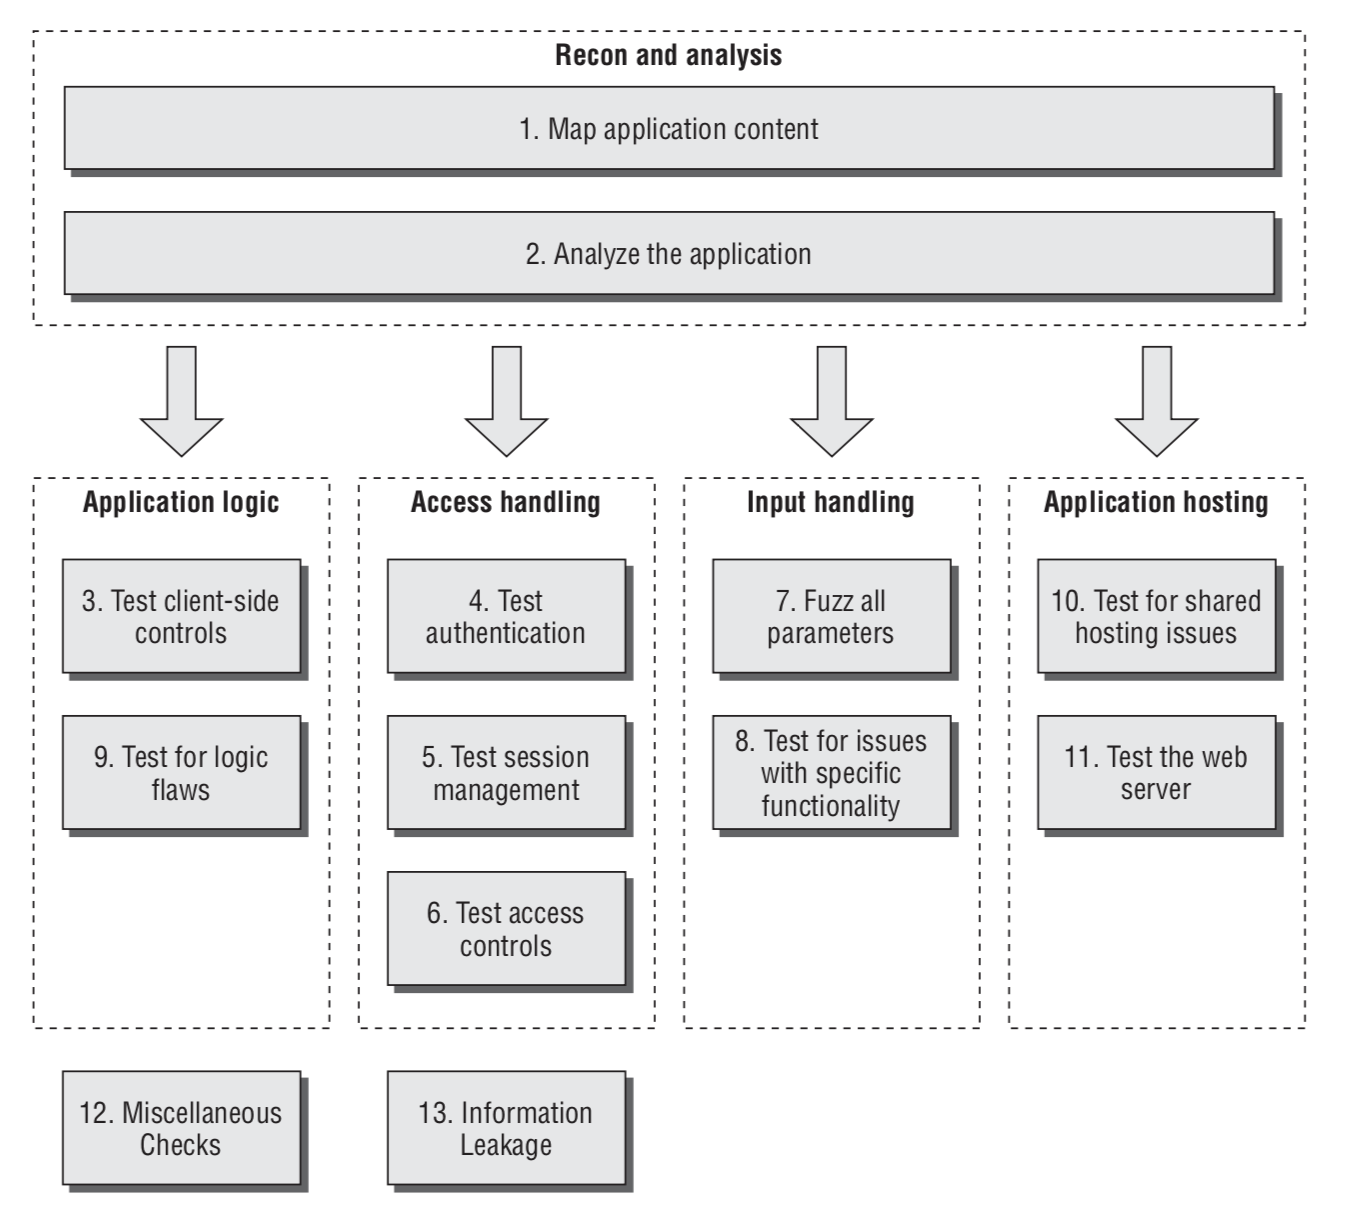 Recon and analysis
1. Map application content
2. Analyze the application
Application logic
3. Test client-side
controls
9. Test for logic
flaws
Access handling
4. Test
authentication
5. Test session
management
6. Test access
controls
Input handling
7. Fuzz all
parameters
8. Test for issues
with specific
functionality
Application hosting
10. Test for shared
hosting issues
11. Test the web
server
12. Miscellaneous
Checks
13. Information
Leakage